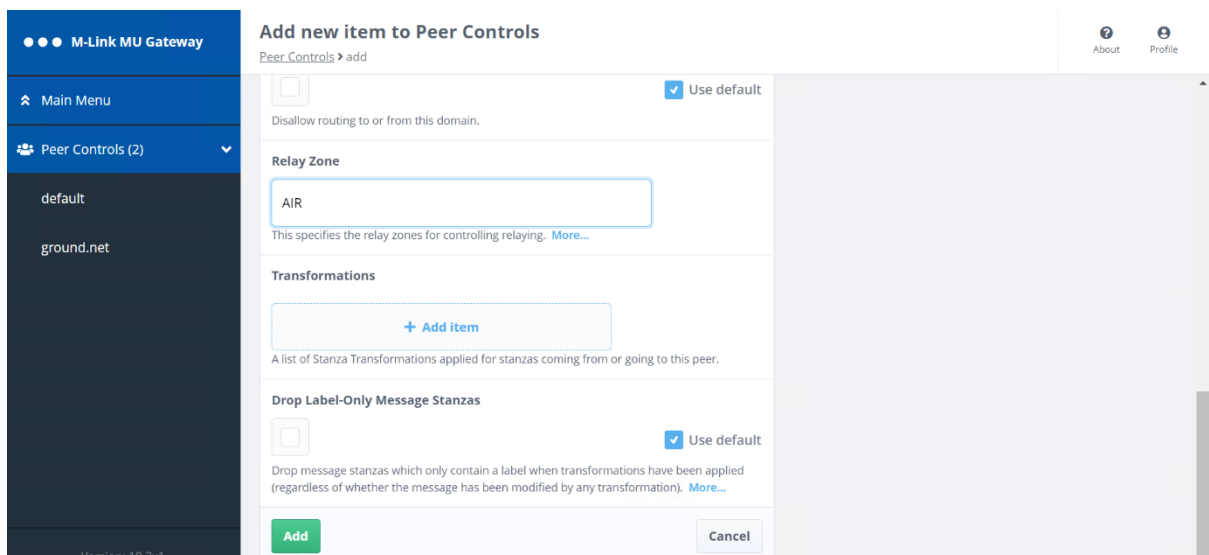 M-Link MU Gateway
Add new item to Peer Controls
Peer Controls > add
About
Profile
Main Menu
Peer Controls (2)
default
ground.net
Use default
Disallow routing to or from this domain.
Relay Zone
AIR
This specifies the relay zones for controlling relaying. More...
Transformations
+ Add item
A list of Stanza Transformations applied for stanzas coming from or going to this peer.
Drop Label-Only Message Stanzas
Use default
Drop message stanzas which only contain a label when transformations have been applied
(regardless of whether the message has been modified by any transformation). More...
Add
Cancel